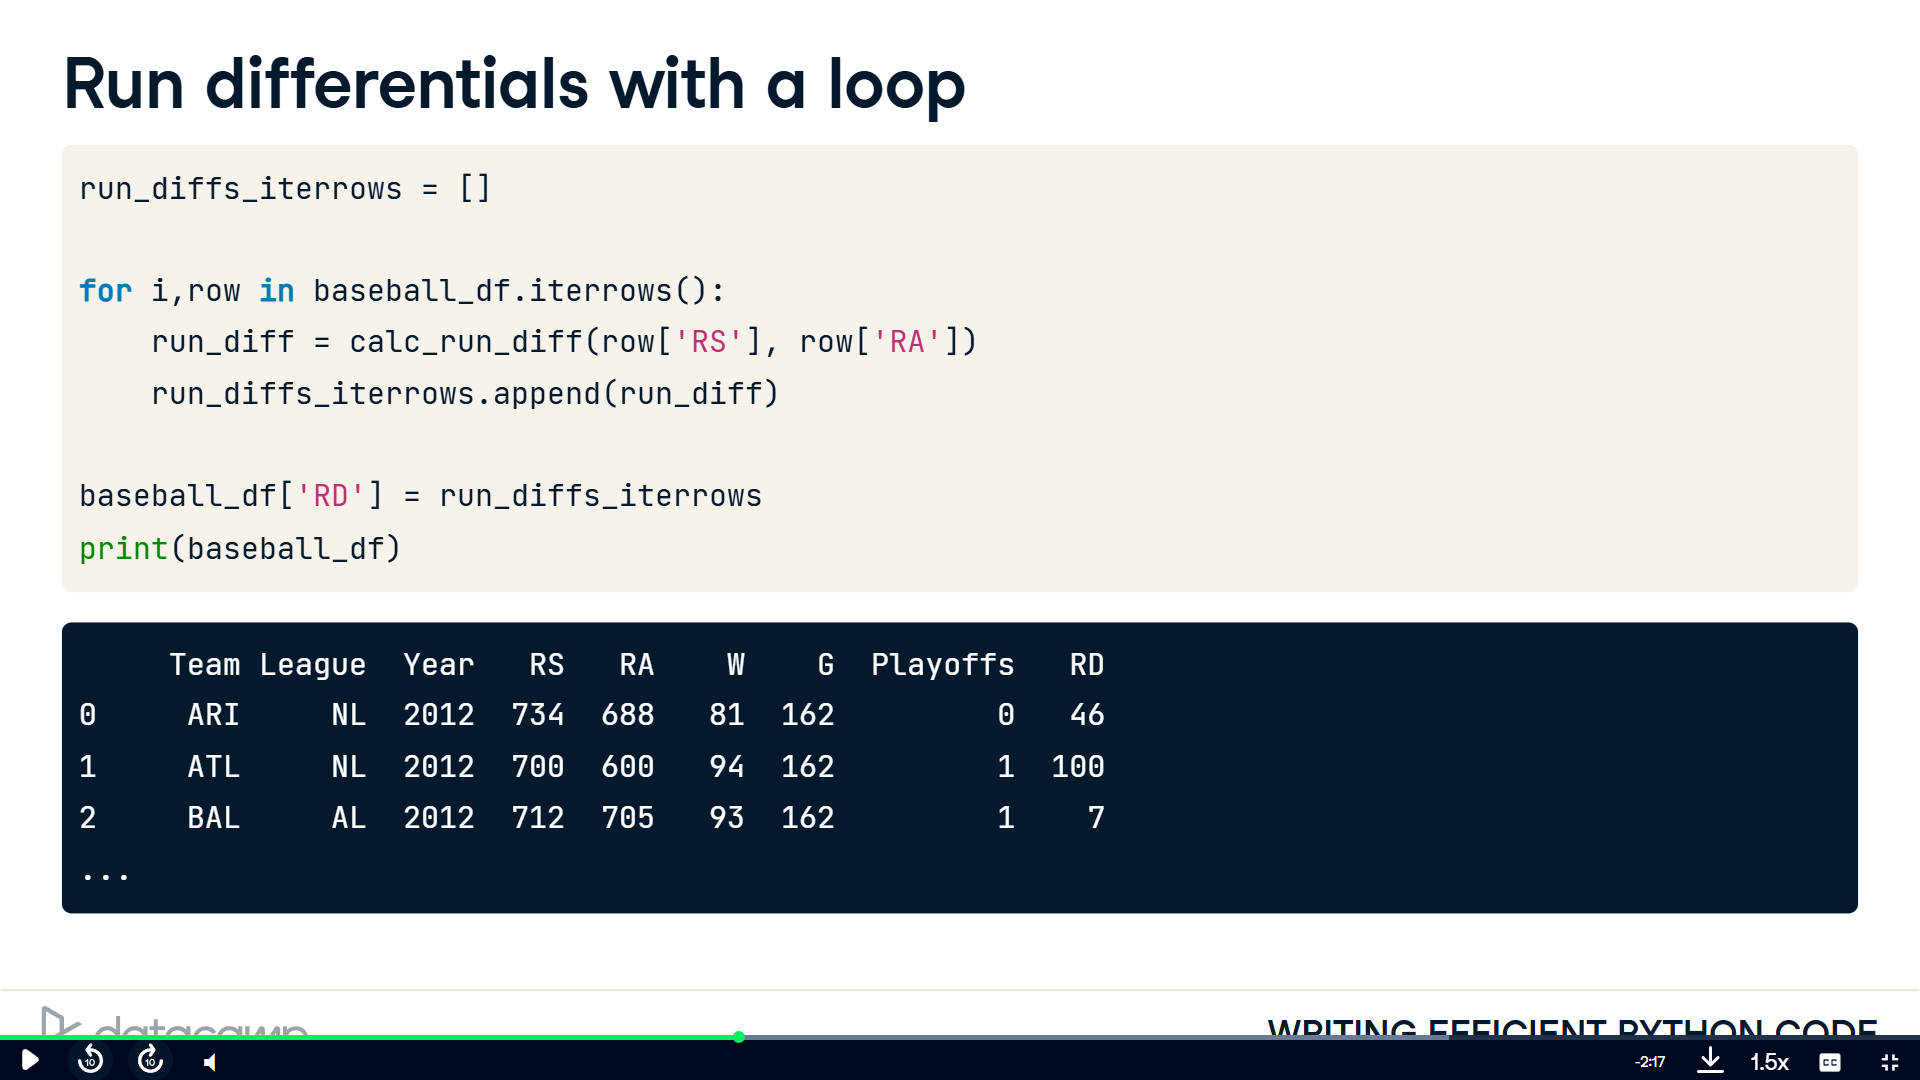 Run differentials with a loop
run_diffs_iterrows = []
for i,row in baseball_df.iterrows():
    run_diff = calc_run_diff(row['RS'], row['RA'])
    run_diffs_iterrows.append(run_diff)
baseball_df['RD'] = run_diffs_iterrows
print(baseball_df)
     Team League  Year   RS   RA    W    G  Playoffs   RD
0     ARI     NL  2012  734  688   81  162         0   46
1     ATL     NL  2012  700  600   94  162         1  100
2     BAL     AL  2012  712  705   93  162         1    7
...
datacamp
WRITING EFFICIENT PYTHON CODE
10
10
-2:17
1.5x
CC